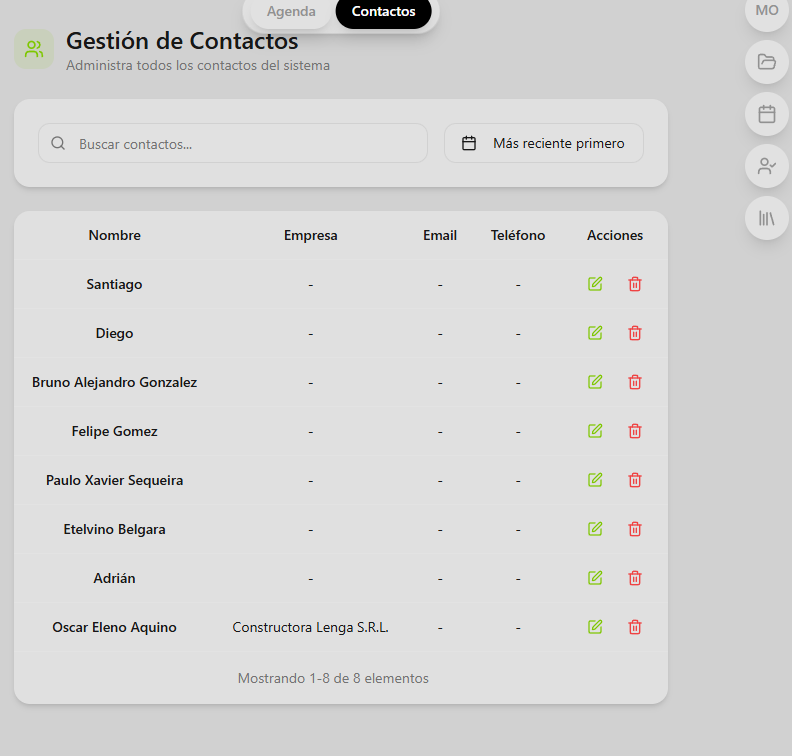 Agenda Contactos
MO
Gestión de Contactos
Administra todos los contactos del sistema
Buscar contactos... Más reciente primero
Nombre Empresa Email Teléfono Acciones
Santiago - - -
Diego - - -
Bruno Alejandro Gonzalez - - -
Felipe Gomez - - -
Paulo Xavier Sequeira - - -
Etelvino Belgara - - -
Adrián - - -
Oscar Eleno Aquino Constructora Lenga S.R.L. - -
Mostrando 1-8 de 8 elementos